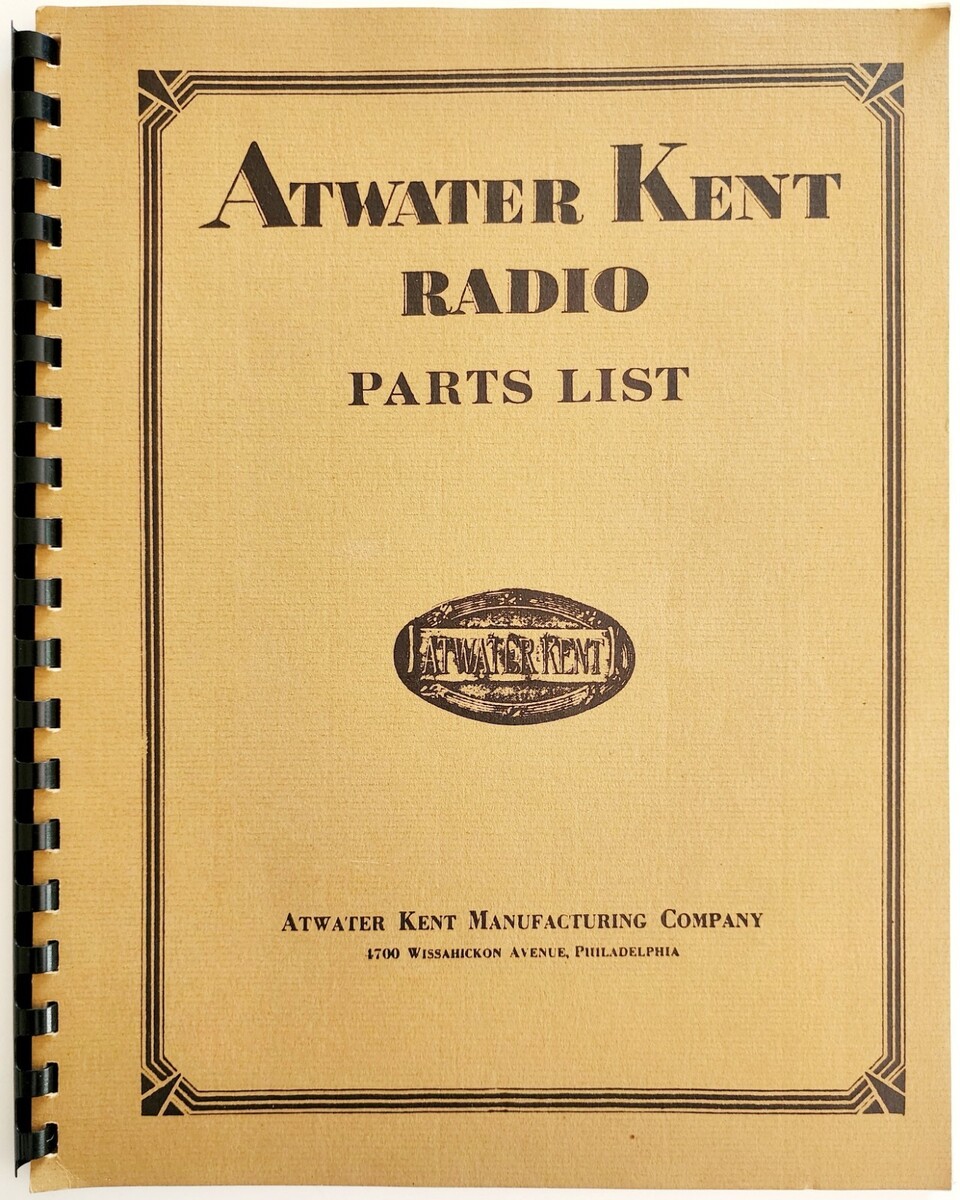 ATWATER KENT
RADIO
PARTS LIST
ATWATER KENT
ATWATER KENT MANUFACTURING COMPANY
4700 WISSAHICKON AVENUE, PHILADELPHIA